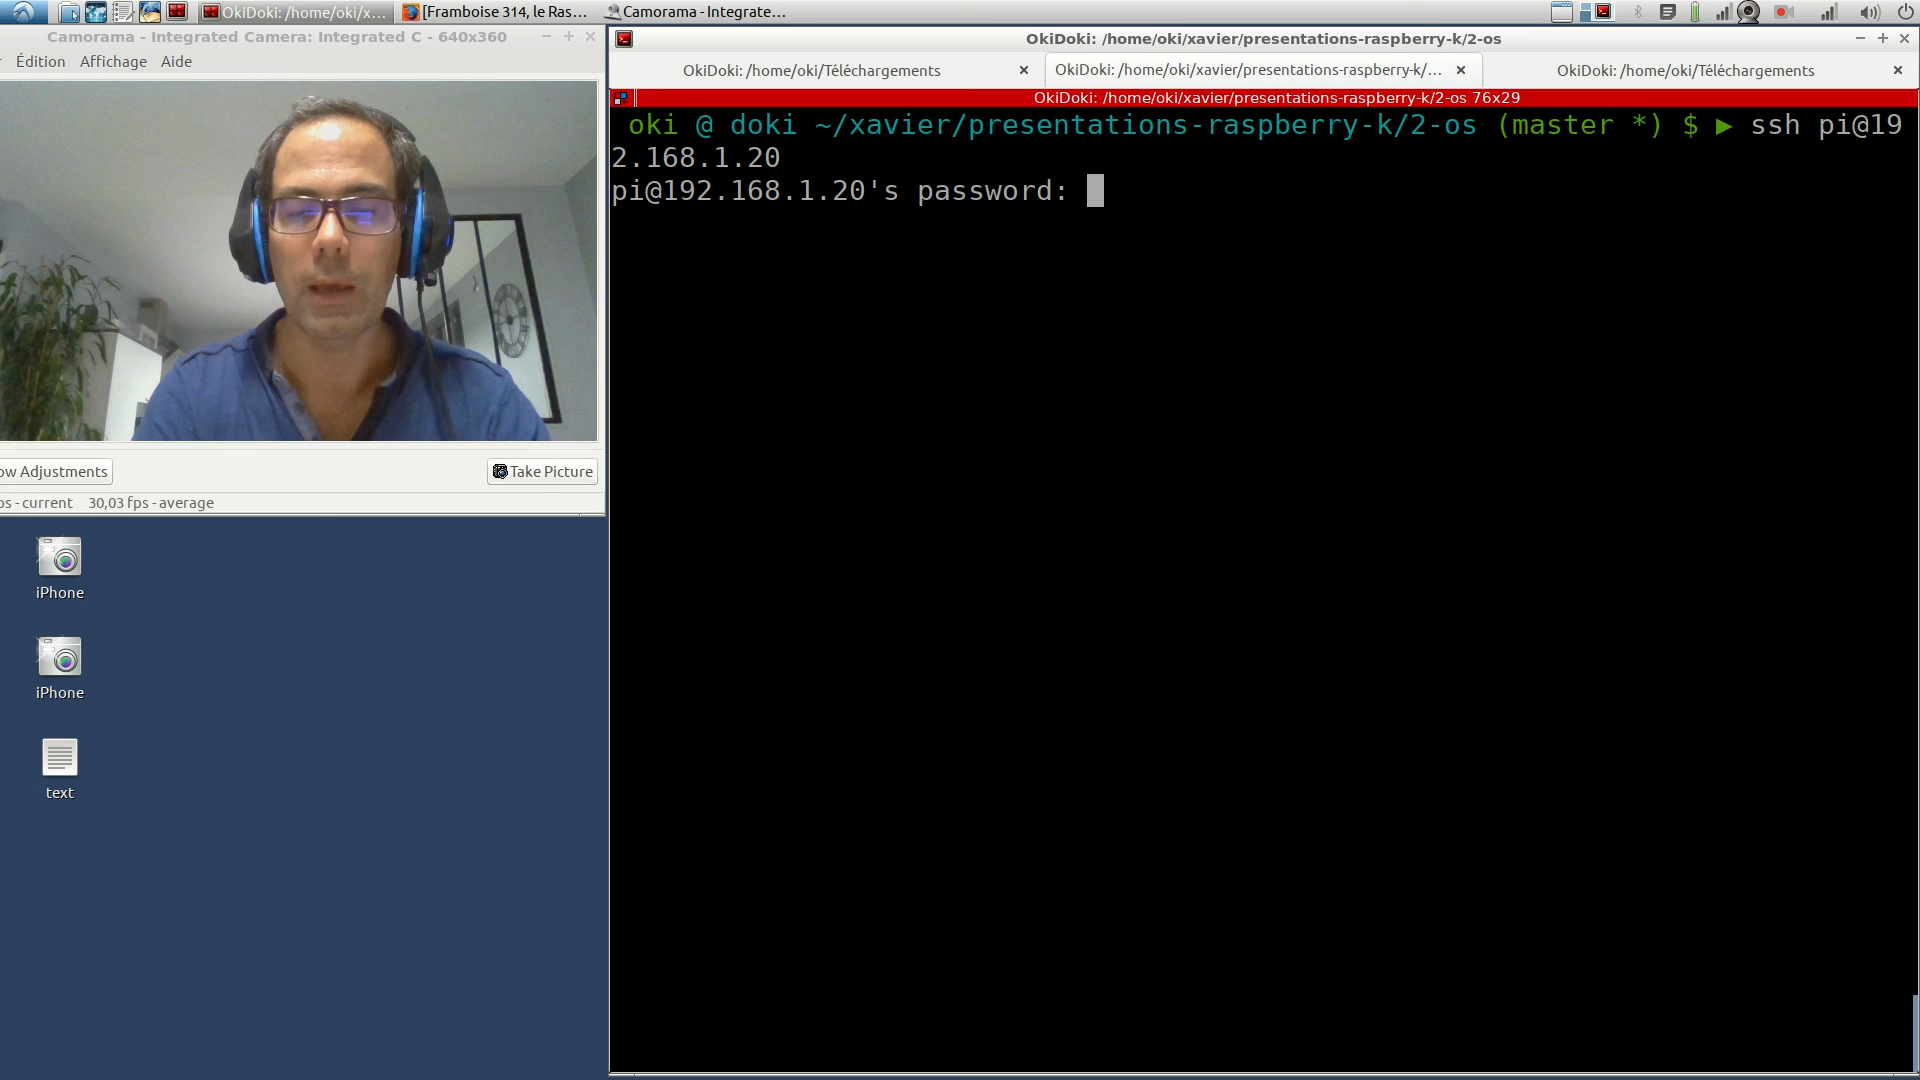 OkiDoki: /home/oki/x...
[Framboise 314, le Ras...
Camorama - Integrate...
Camorama - Integrated Camera: Integrated C - 640x360
Édition Affichage Aide
ow Adjustments
Take Picture
ps - current 30,03 fps - average
iPhone
iPhone
text
OkiDoki: /home/oki/xavier/presentations-raspberry-k/2-os
OkiDoki: /home/oki/Téléchargements
OkiDoki: /home/oki/xavier/presentations-raspberry-k/...
OkiDoki: /home/oki/Téléchargements
OkiDoki: /home/oki/xavier/presentations-raspberry-k/2-os 76x29
oki @ doki ~/xavier/presentations-raspberry-k/2-os (master *) $ ▶ ssh pi@19
2.168.1.20
pi@192.168.1.20's password: